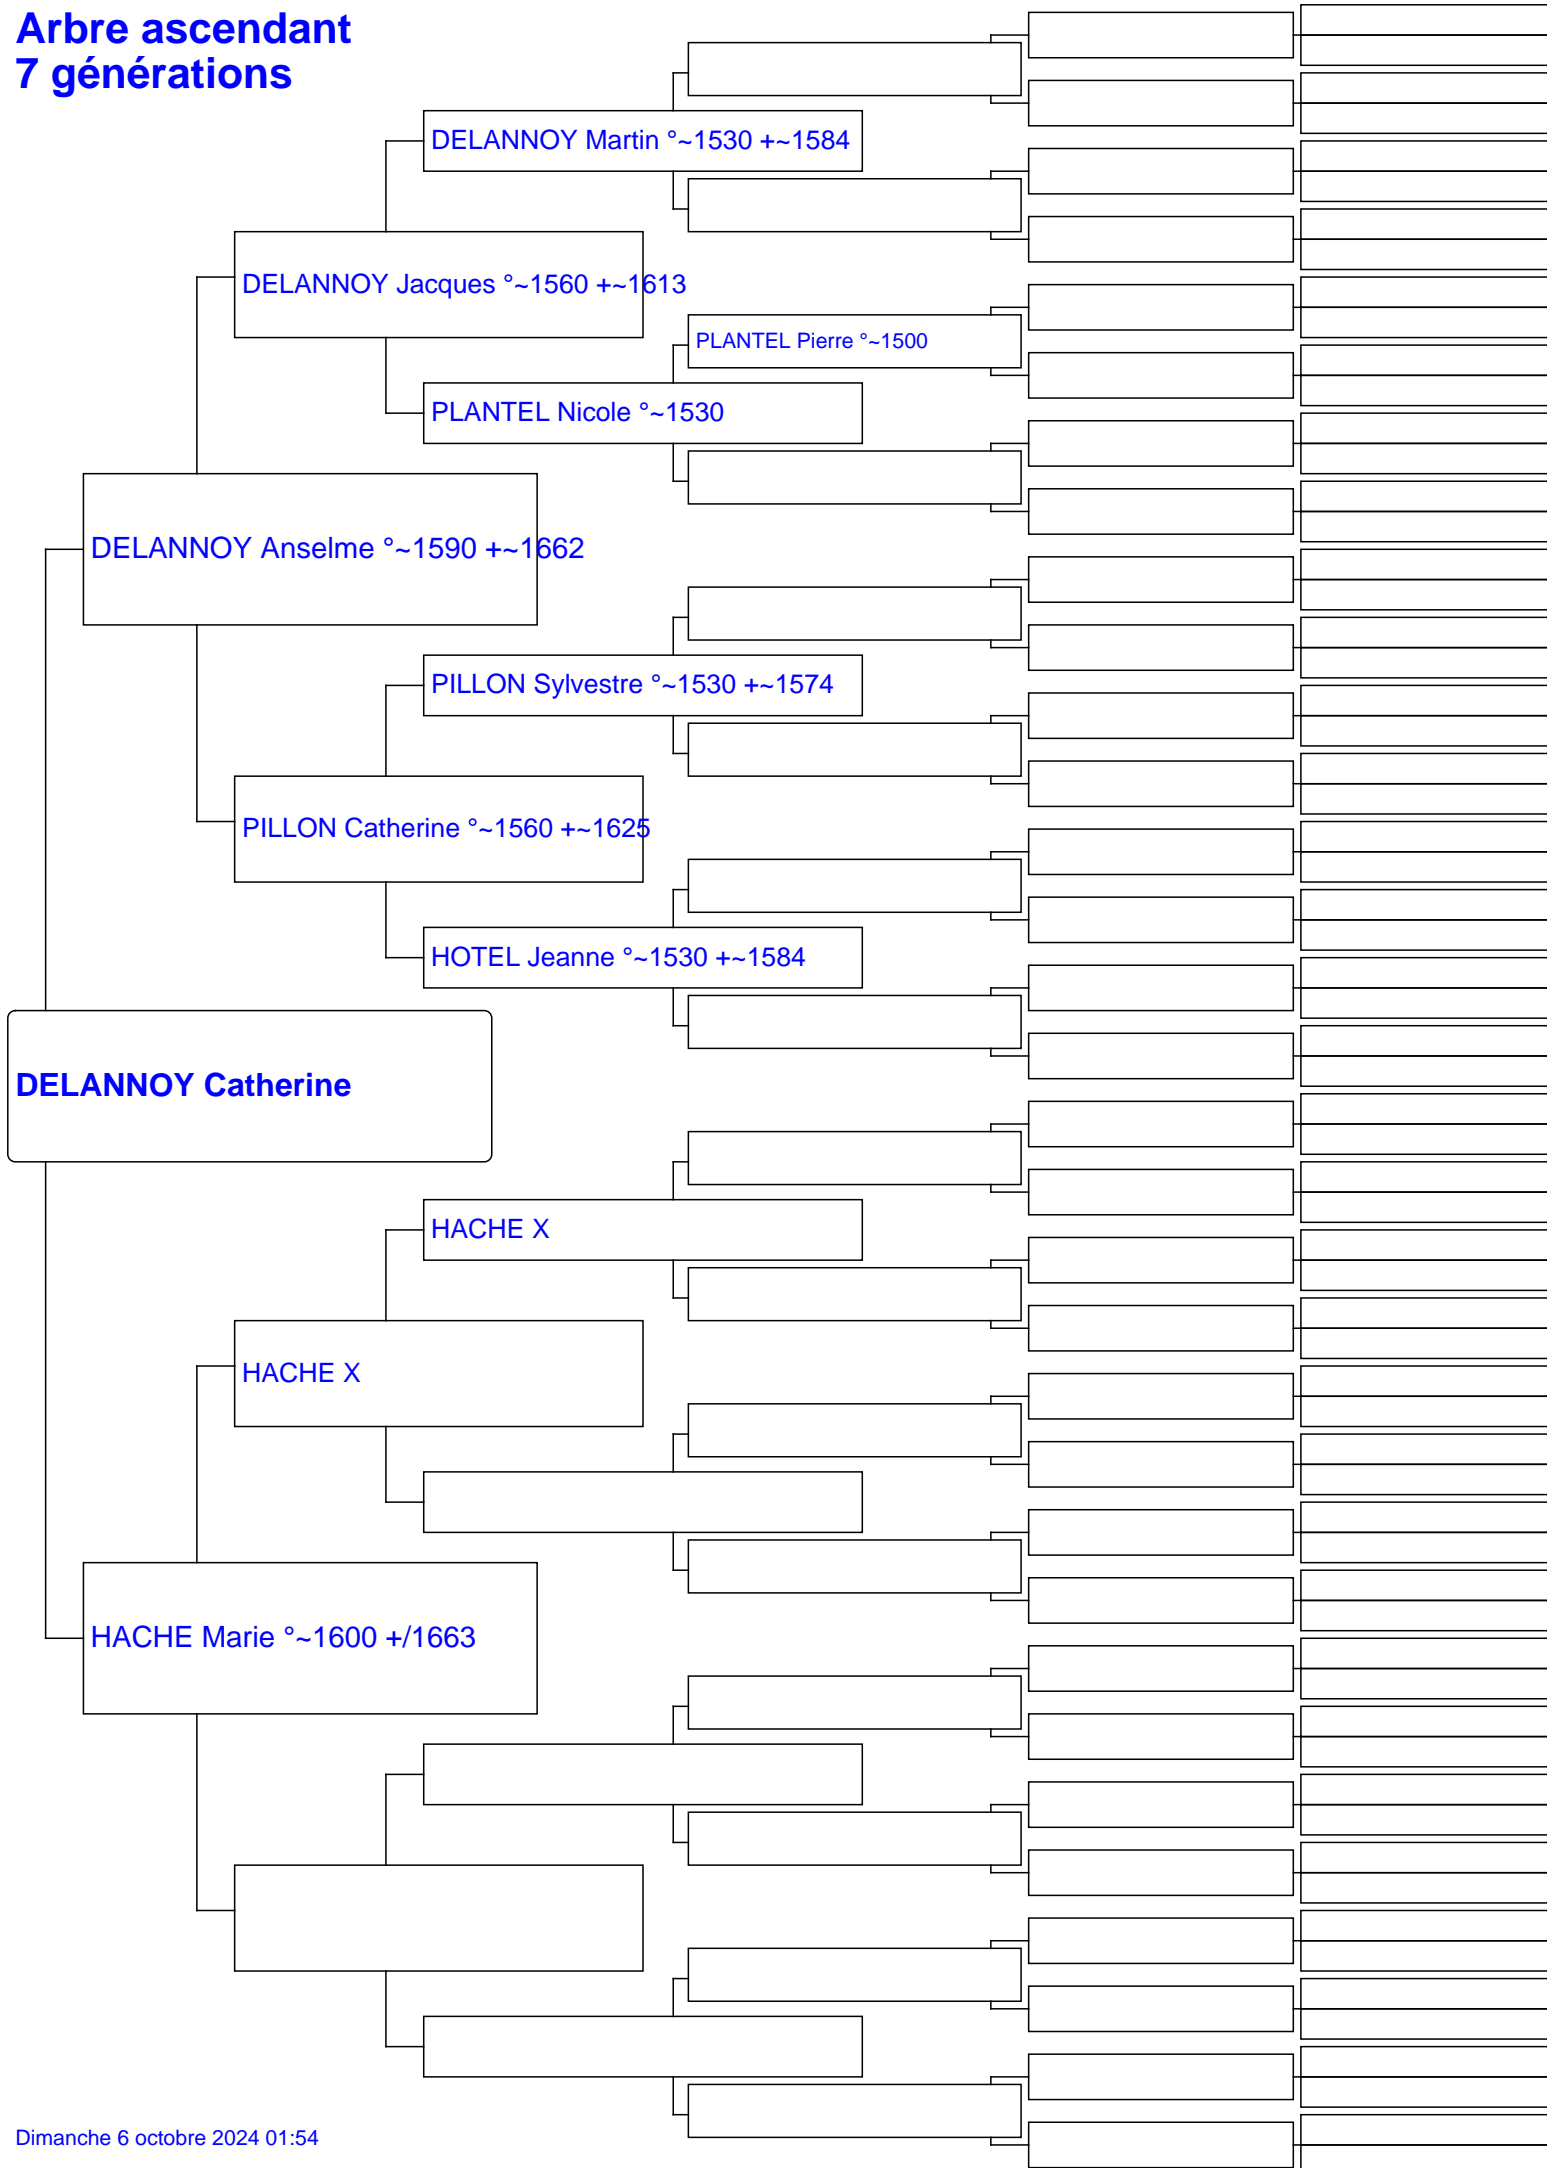 Arbre ascendant
7 générations
DELANNOY Martin °~1530 +~1584
DELANNOY Jacques °~1560 +~1613
PLANTEL Pierre °~1500
PLANTEL Nicole °~1530
DELANNOY Anselme °~1590 +~1662
PILLON Sylvestre °~1530 +~1574
PILLON Catherine °~1560 +~1625
HOTEL Jeanne °~1530 +~1584
DELANNOY Catherine
HACHE X
HACHE X
HACHE Marie °~1600 +/1663
Dimanche 6 octobre 2024 01:54